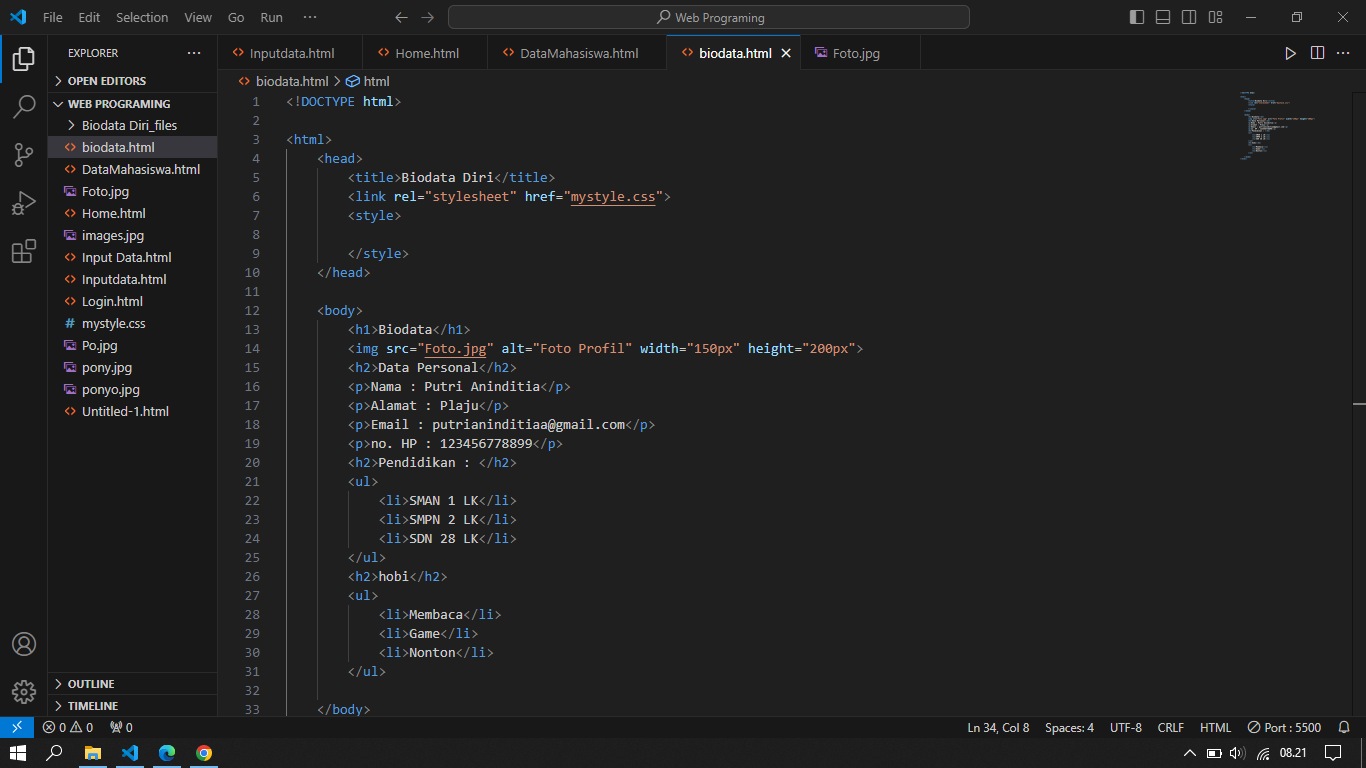 File Edit Selection View Go Run ··· Web Programing
EXPLORER ···
OPEN EDITORS
WEB PROGRAMING
Biodata Diri_files
biodata.html
DataMahasiswa.html
Foto.jpg
Home.html
images.jpg
Input Data.html
Inputdata.html
Login.html
mystyle.css
Po.jpg
pony.jpg
ponyo.jpg
Untitled-1.html
OUTLINE
TIMELINE
Inputdata.html Home.html DataMahasiswa.html biodata.html Foto.jpg
biodata.html > html
1 <!DOCTYPE html>
2
3 <html>
4 <head>
5 <title>Biodata Diri</title>
6 <link rel="stylesheet" href="mystyle.css">
7 <style>
8
9 </style>
10 </head>
11
12 <body>
13 <h1>Biodata</h1>
14 <img src="Foto.jpg" alt="Foto Profil" width="150px" height="200px">
15 <h2>Data Personal</h2>
16 <p>Nama : Putri Aninditia</p>
17 <p>Alamat : Plaju</p>
18 <p>Email : putrianinditiaa@gmail.com</p>
19 <p>no. HP : 123456778899</p>
20 <h2>Pendidikan : </h2>
21 <ul>
22 <li>SMAN 1 LK</li>
23 <li>SMPN 2 LK</li>
24 <li>SDN 28 LK</li>
25 </ul>
26 <h2>hobi</h2>
27 <ul>
28 <li>Membaca</li>
29 <li>Game</li>
30 <li>Nonton</li>
31 </ul>
32
33 </body>
0 0 0 Ln 34, Col 8 Spaces: 4 UTF-8 CRLF HTML Port : 5500
08.21